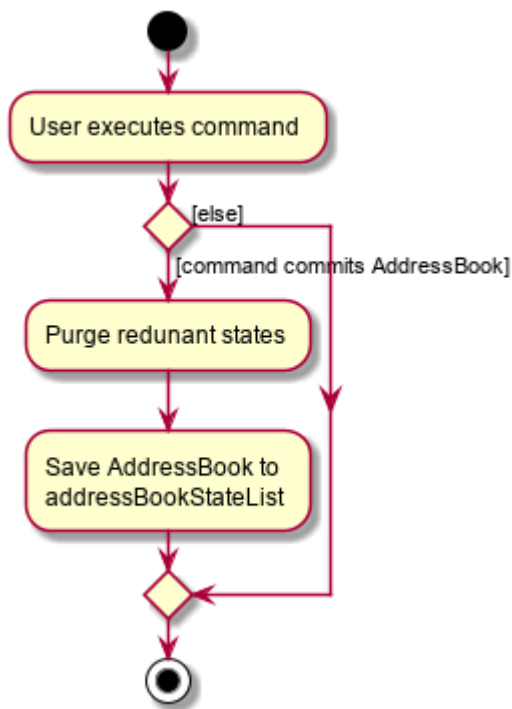 User executes command
[else]
[command commits AddressBook]
Purge redunant states
Save AddressBook to
addressBookStateList